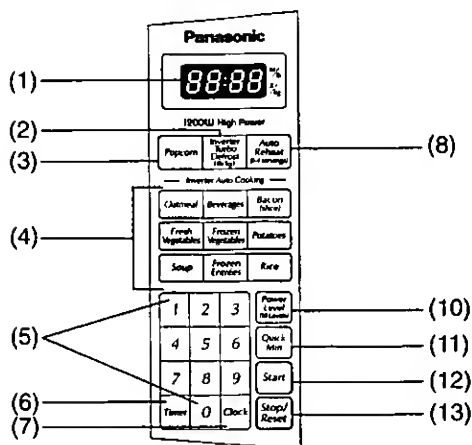 Panasonic
(1)
88:88
(2)
1200W High Power
(3)
Popcorn
Inverter
Turbo
Defrost
Auto
Reheat
(8)
Inverter Auto Cooking
(4)
Oatmeal
Beverages
Bacon
(slice)
Fresh
Vegetables
Frozen
Vegetables
Potatoes
Soup
Frozen
Entrées
Rice
(5)
1 2 3
Power
Level
(10)
4 5 6
Quick
Min
(11)
7 8 9
Start
(12)
(6)
Timer
0
Clock
Stop/
Reset
(13)
(7)